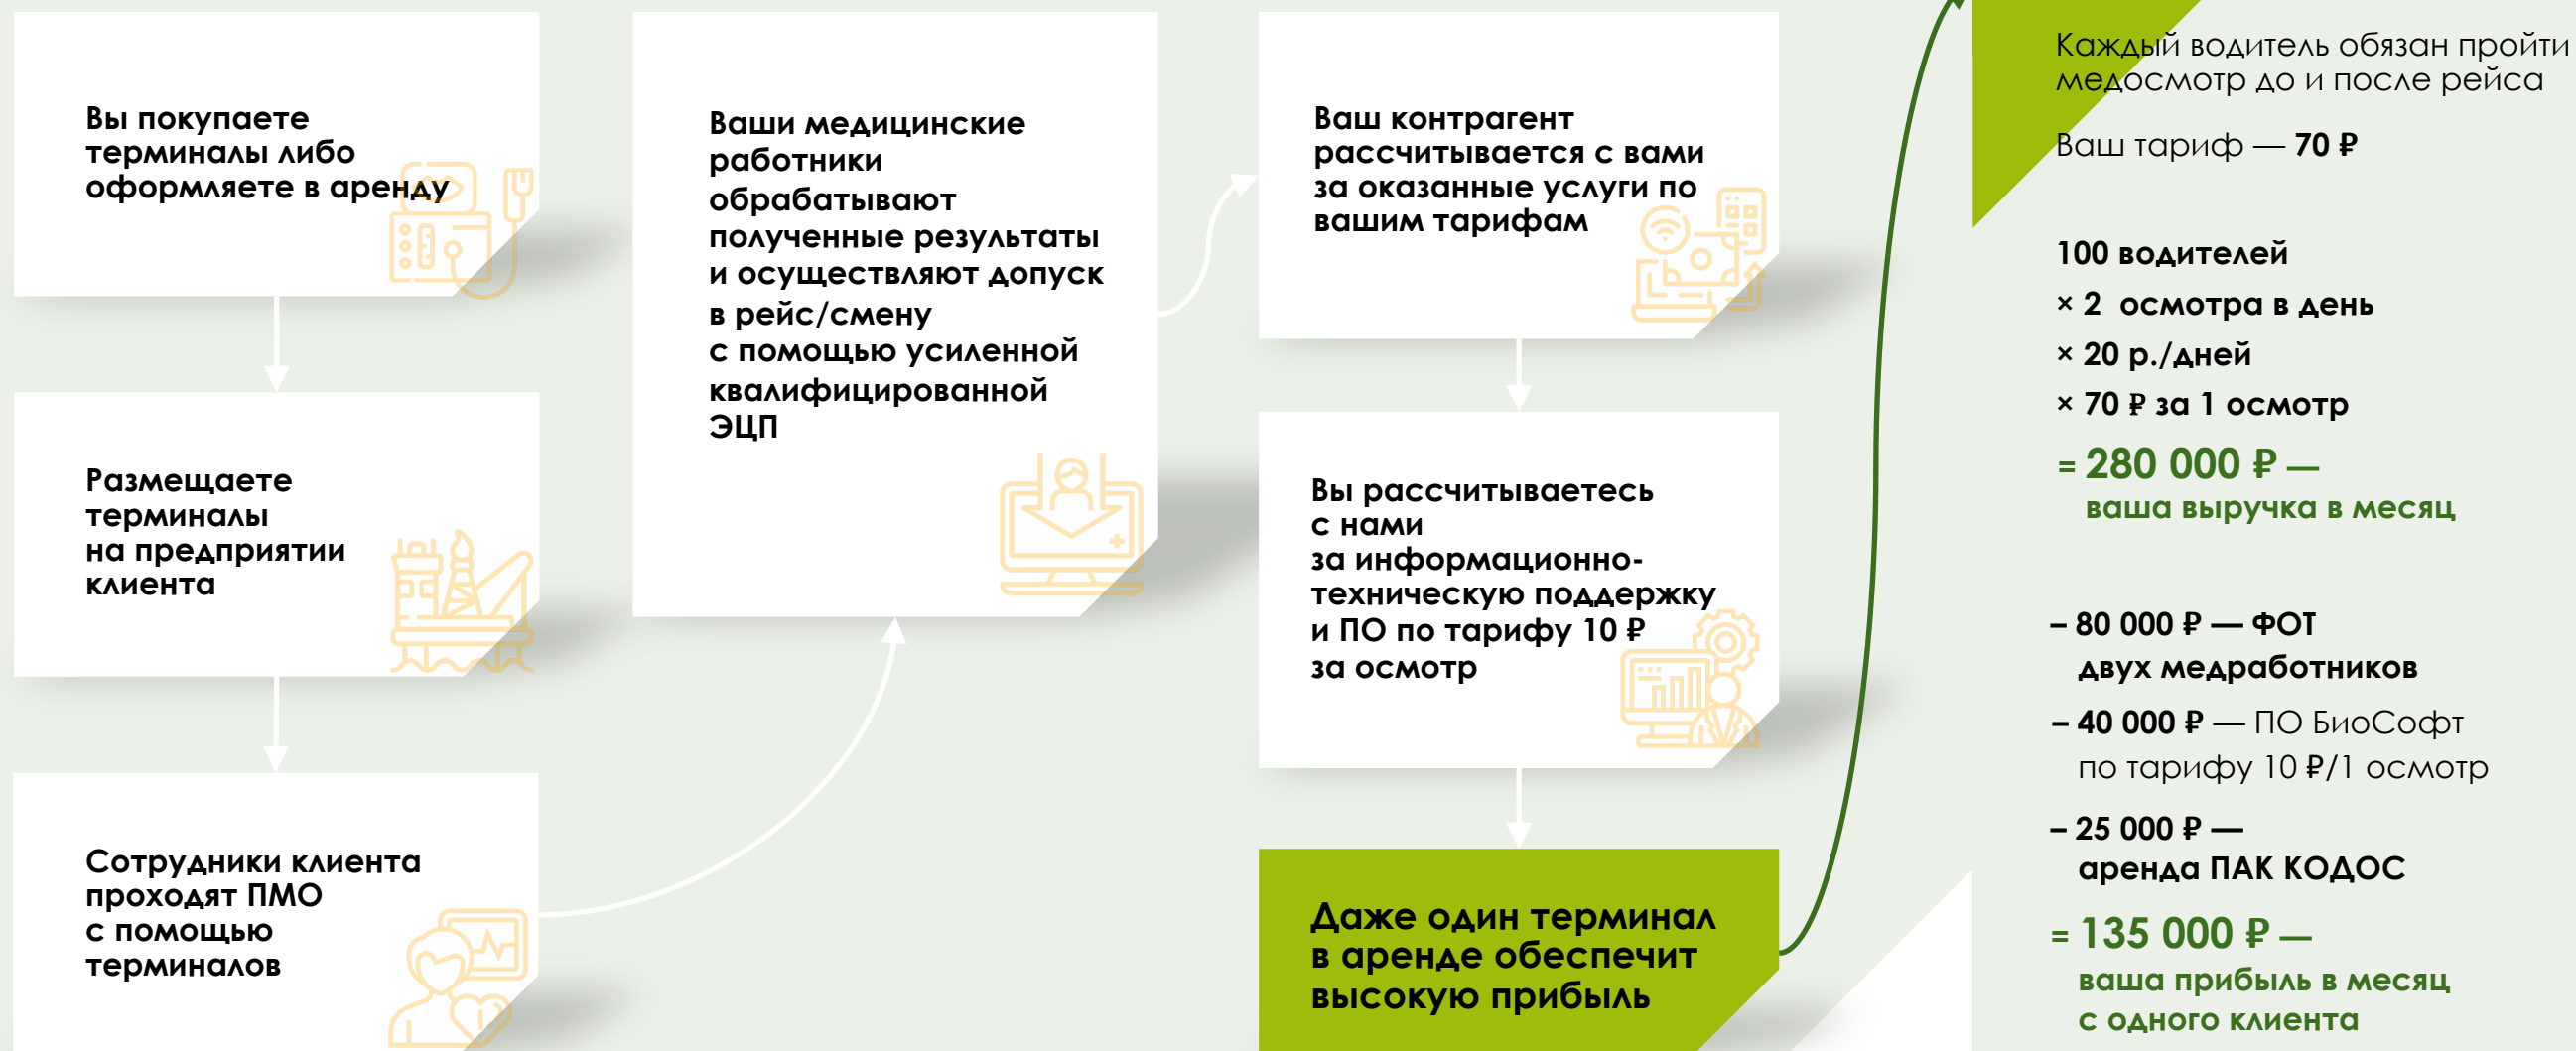 Вы покупаете
терминалы либо
оформляете в аренду
Размещаете
терминалы
на предприятии
клиента
Сотрудники клиента
проходят ПМО
с помощью
терминалов
Ваши медицинские
работники
обрабатывают
полученные результаты
и осуществляют допуск
в рейс/смену
с помощью усиленной
квалифицированной
ЭЦП
Ваш контрагент
рассчитывается с вами
за оказанные услуги по
вашим тарифам
Вы рассчитываетесь
с нами
за информационно-
техническую поддержку
и ПО по тарифу 10 ₽
за осмотр
Даже один терминал
в аренде обеспечит
высокую прибыль
Каждый водитель обязан пройти
медосмотр до и после рейса
Ваш тариф — 70 ₽
100 водителей
× 2 осмотра в день
× 20 р./дней
× 70 ₽ за 1 осмотр
= 280 000 ₽ —
ваша выручка в месяц
– 80 000 ₽ — ФОТ
двух медработников
– 40 000 ₽ — ПО БиоСофт
по тарифу 10 ₽/1 осмотр
– 25 000 ₽ —
аренда ПАК КОДОС
= 135 000 ₽ —
ваша прибыль в месяц
с одного клиента